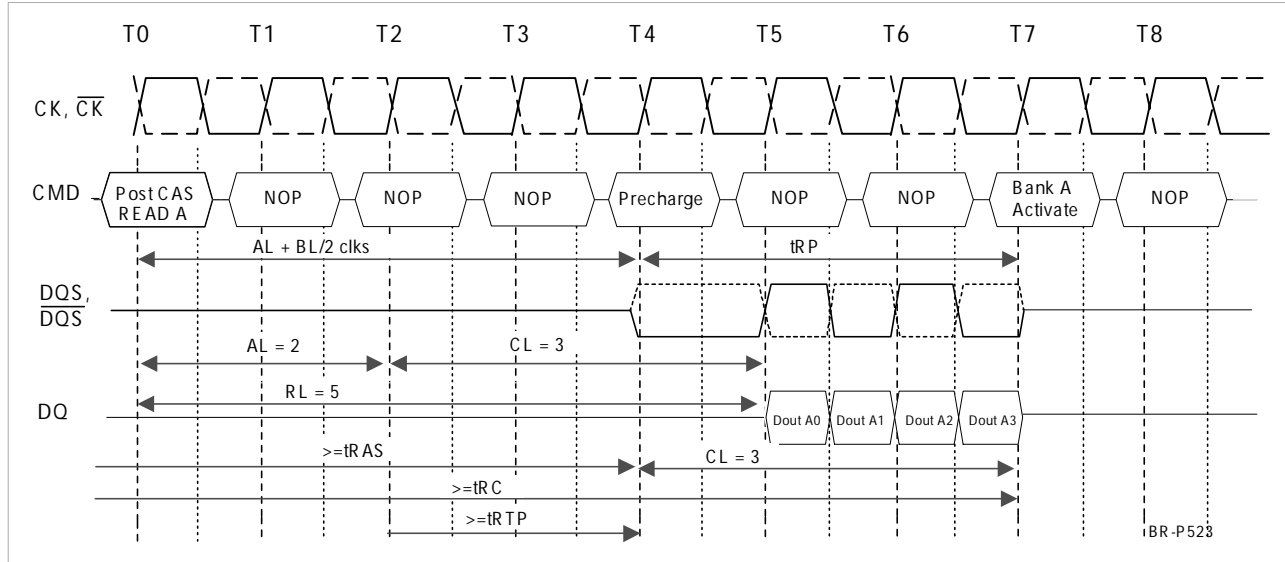 T0 T1 T2 T3 T4 T5 T6 T7 T8
CK, CK
CMD
Post CAS
READ A
NOP
NOP
NOP
Precharge
NOP
NOP
Bank A
Activate
NOP
AL + BL/2 clks
tRP
DQS,
DQS
AL = 2
CL = 3
RL = 5
DQ
Dout A0
Dout A1
Dout A2
Dout A3
>=tRAS
CL = 3
>=tRC
>=tRTP
BR-P523